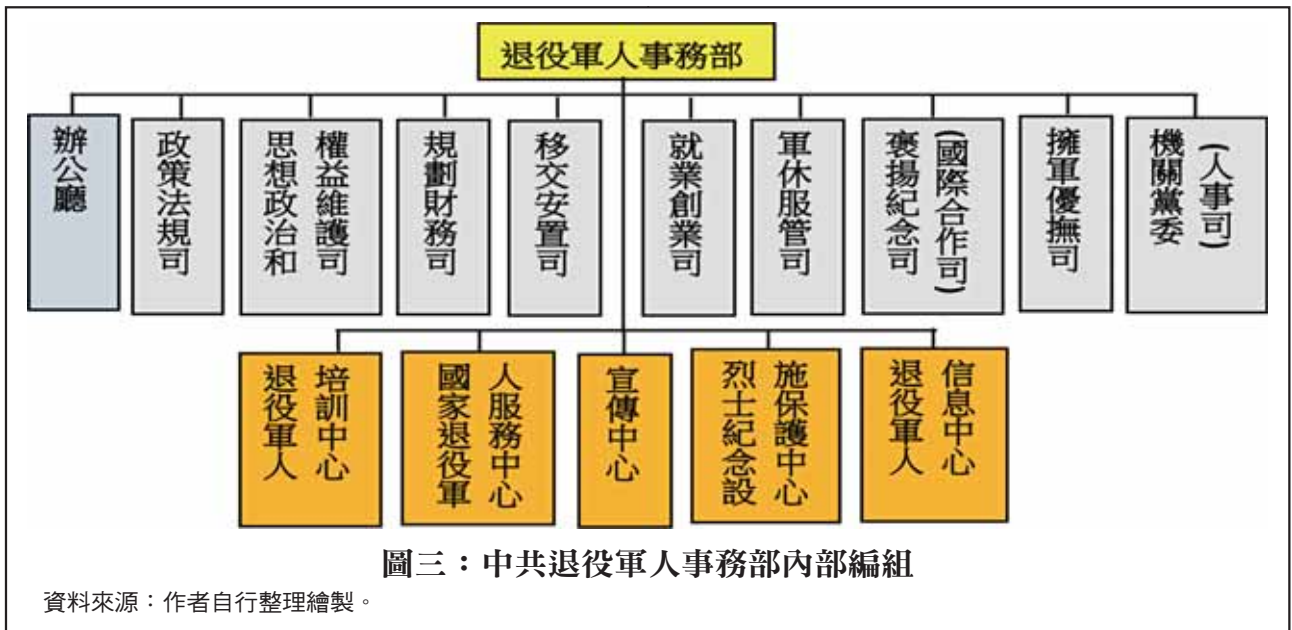 退役軍人事務部
辦公廳
政策法規司
思想政治和
權益維護司
規劃財務司
移交安置司
就業創業司
軍休服管司
褒揚紀念司
(國際合作司)
擁軍優撫司
機關黨委
(人事司)
退役軍人
培訓中心
國家退役軍
人服務中心
宣傳中心
烈士紀念設
施保護中心
退役軍人
信息中心
圖三：中共退役軍人事務部內部編組
資料來源：作者自行整理繪製。